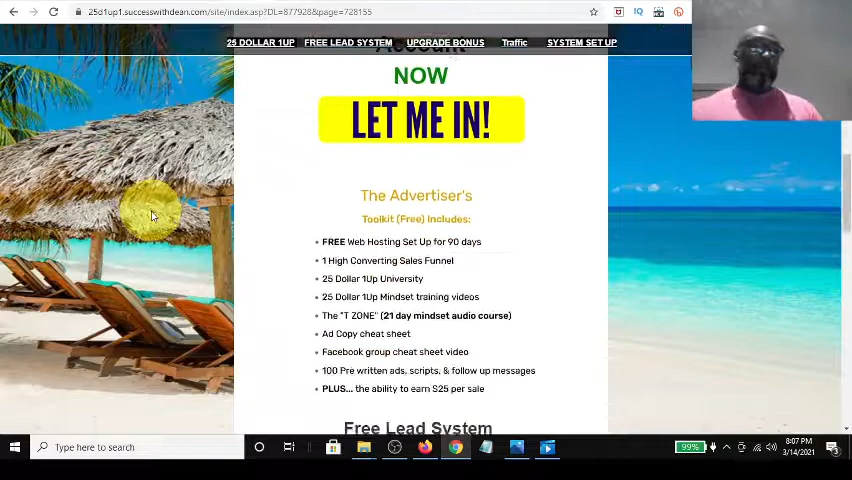 25d1up1.successwithdean.com/site/index.asp?DL=877928&page=728155
25 DOLLAR 1UP FREE LEAD SYSTEM UPGRADE BONUS Traffic SYSTEM SET UP
Account
NOW
LET ME IN!
The Advertiser's
Toolkit (Free) Includes:
FREE Web Hosting Set Up for 90 days
1 High Converting Sales Funnel
25 Dollar 1Up University
25 Dollar 1Up Mindset training videos
The "T ZONE" (21 day mindset audio course)
Ad Copy cheat sheet
Facebook group cheat sheet video
100 Pre written ads, scripts, & follow up messages
PLUS... the ability to earn $25 per sale
Free Lead System
Type here to search
99%
8:07 PM
3/14/2021
3